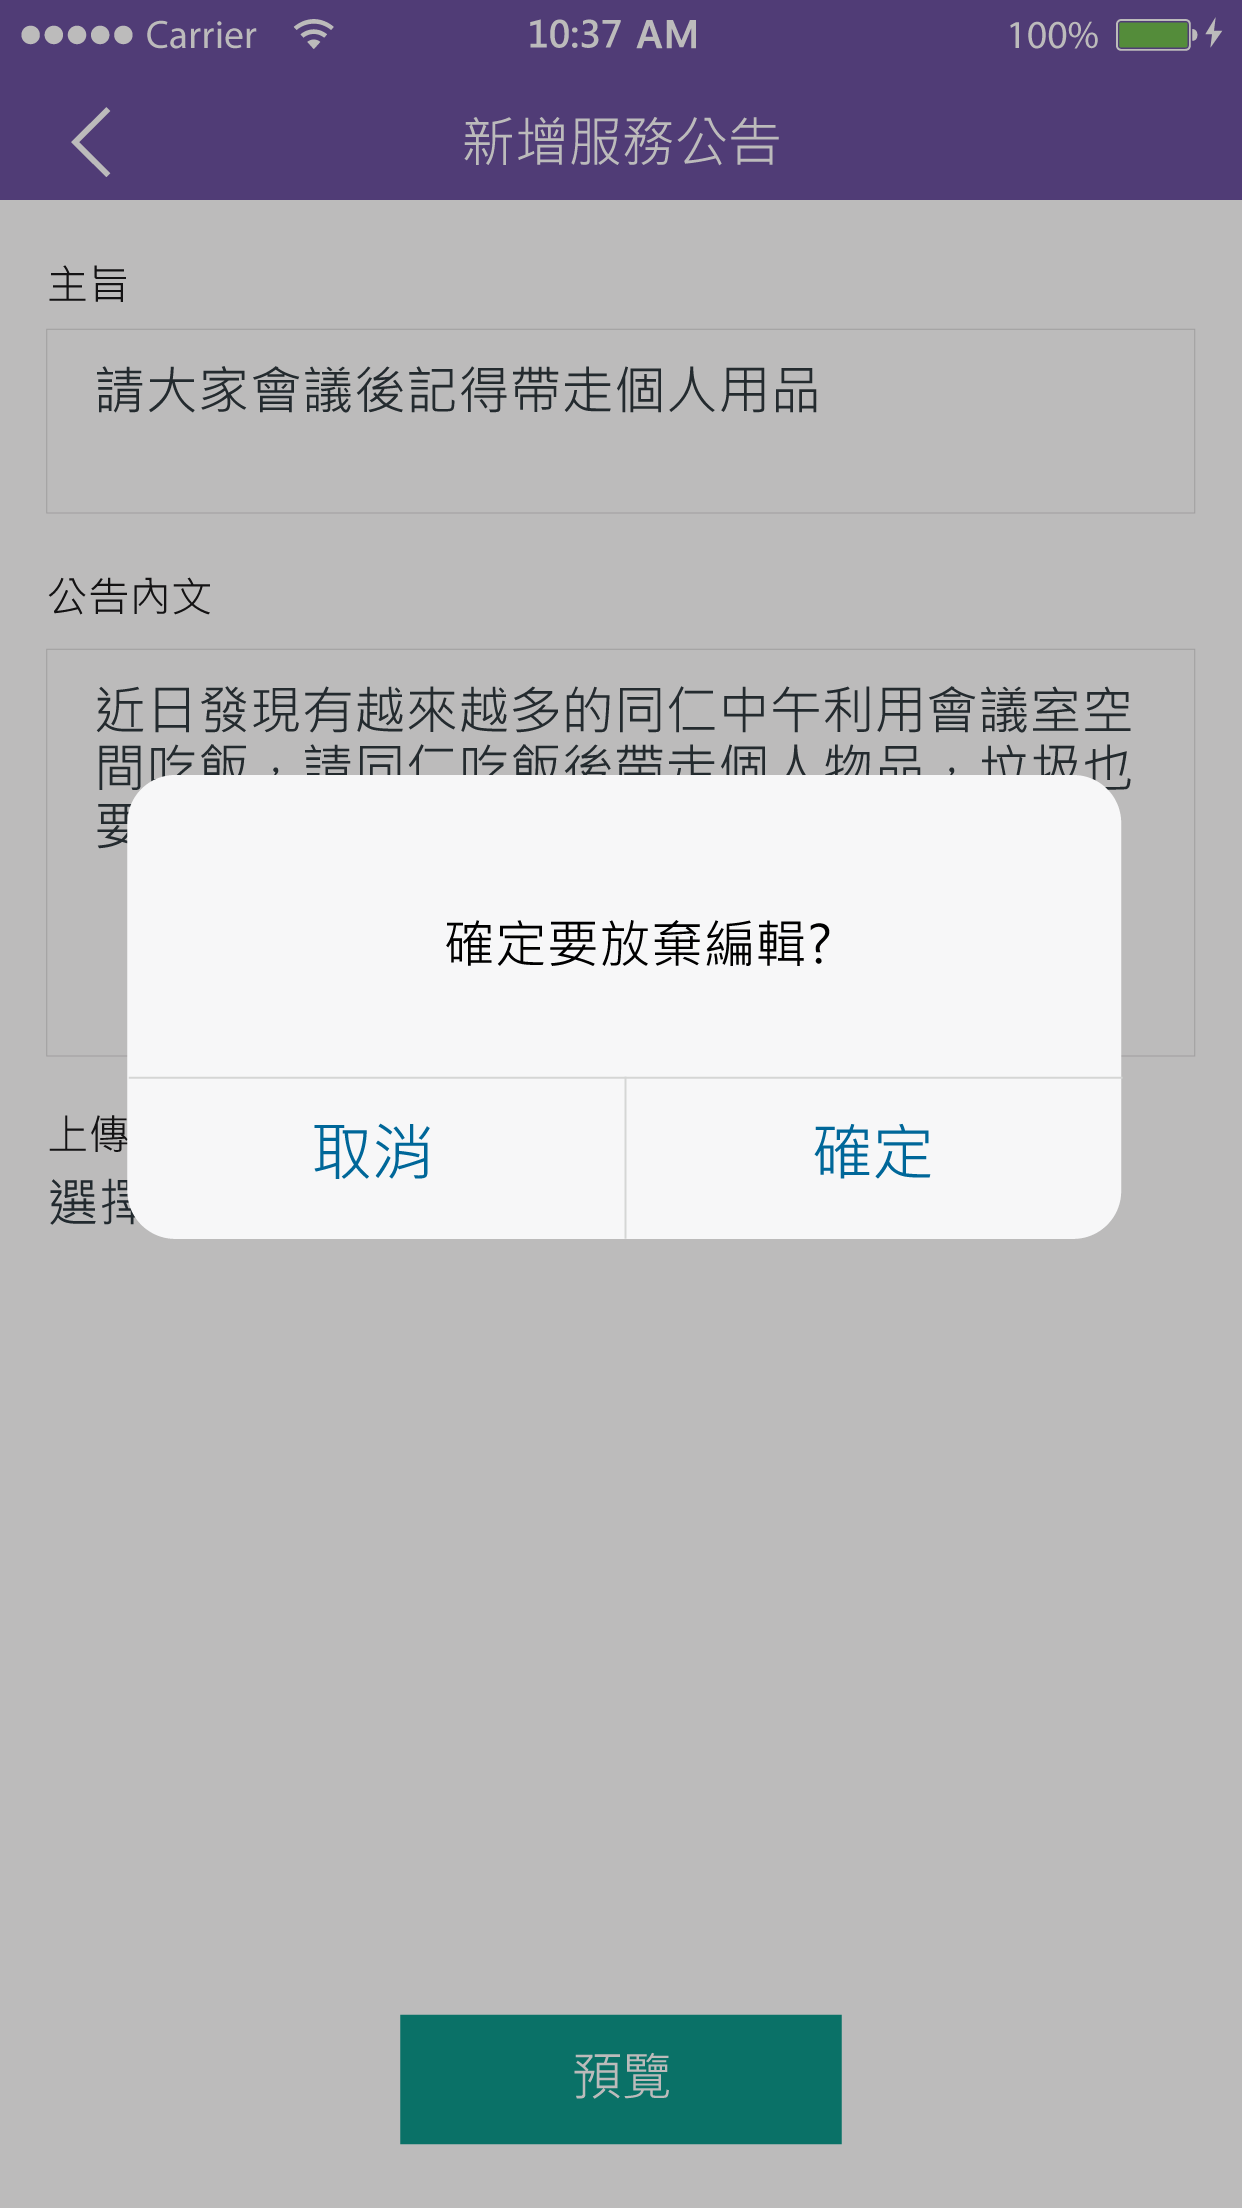 Carrier 10:37 AM 100%
新增服務公告
主旨
請大家會議後記得帶走個人用品
公告內文
近日發現有越來越多的同仁中午利用會議室空
間吃飯，請同仁吃飯後帶走個人物品，垃圾也
要
確定要放棄編輯?
上傳
取消 確定
選擇
預覽